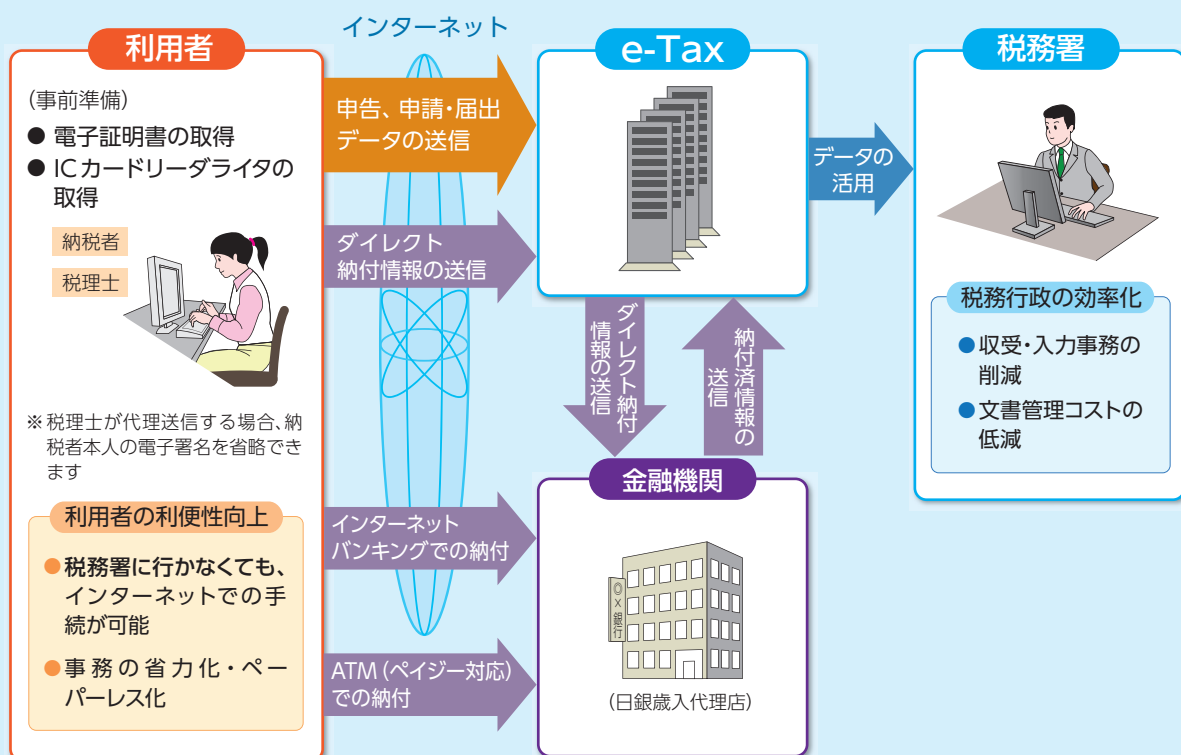 インターネット
利用者
(事前準備)
● 電子証明書の取得
● ICカードリーダライタの
取得
納税者
税理士
※税理士が代理送信する場合、納
税者本人の電子署名を省略でき
ます
利用者の利便性向上
●税務署に行かなくても、
インターネットでの手
続が可能
●事務の省力化・ペー
パーレス化
申告、申請・届出
データの送信
ダイレクト
納付情報の送信
インターネット
バンキングでの納付
ATM(ペイジー対応)
での納付
e-Tax
ダイレクト納付
情報の送信
納付済情報の
送信
金融機関
○×銀行
(日銀歳入代理店)
データの
活用
税務署
税務行政の効率化
●収受・入力事務の
削減
●文書管理コストの
低減